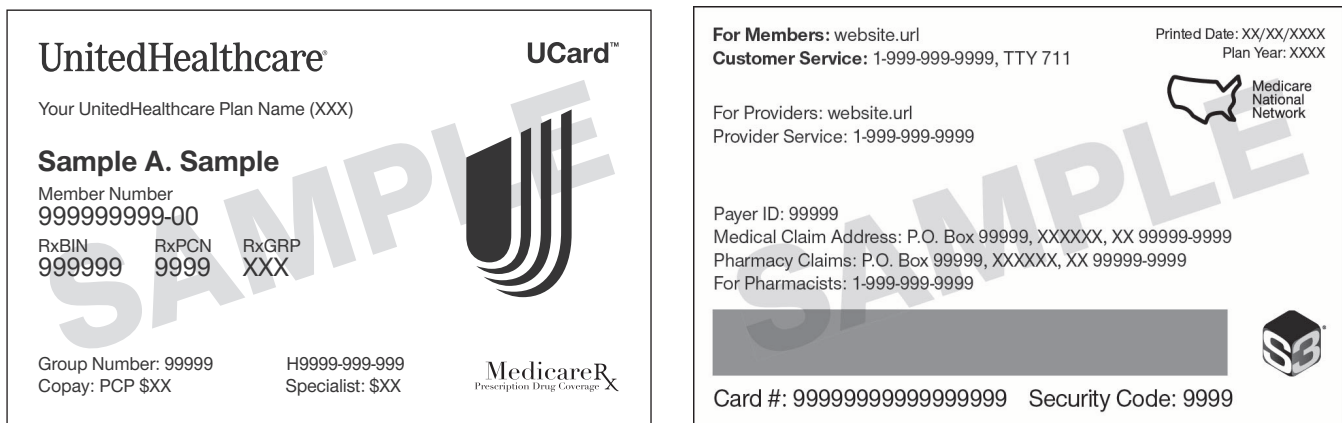 UnitedHealthcare®
UCard™
Your UnitedHealthcare Plan Name (XXX)
Sample A. Sample
Member Number
999999999-00
RxBIN RxPCN RxGRP
999999 9999 XXX
Group Number: 99999 H9999-999-999
Copay: PCP $XX Specialist: $XX
MedicareRx
Prescription Drug Coverage
SAMPLE
For Members: website.url
Customer Service: 1-999-999-9999, TTY 711
Printed Date: XX/XX/XXXX
Plan Year: XXXX
Medicare
National
Network
For Providers: website.url
Provider Service: 1-999-999-9999
Payer ID: 99999
Medical Claim Address: P.O. Box 99999, XXXXXX, XX 99999-9999
Pharmacy Claims: P.O. Box 99999, XXXXXX, XX 99999-9999
For Pharmacists: 1-999-999-9999
S3
Card #: 99999999999999999 Security Code: 9999
SAMPLE